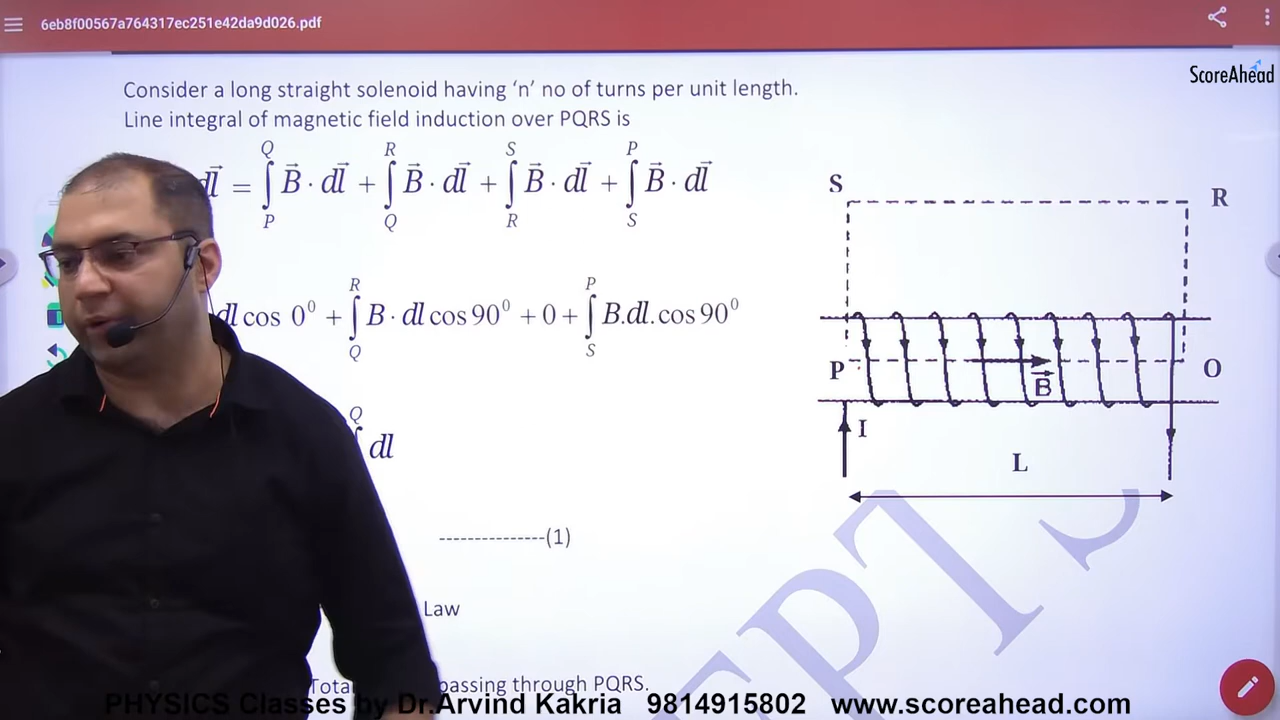 6eb8f00567a764317ec251e42da9d026.pdf
ScoreAhead
Consider a long straight solenoid having ‘n’ no of turns per unit length.
Line integral of magnetic field induction over PQRS is
dl⃗ = ∫_P^Q B⃗ · dl⃗ + ∫_Q^R B⃗ · dl⃗ + ∫_R^S B⃗ · dl⃗ + ∫_S^P B⃗ · dl⃗
dl cos 0⁰ + ∫_Q^R B · dl cos 90⁰ + 0 + ∫_S^P B.dl. cos 90⁰
Q
dl
---------------(1)
Law
passing through PQRS.
S
R
P
O
B⃗
I
L
PHYSICS Classes by Dr.Arvind Kakria 9814915802 www.scoreahead.com